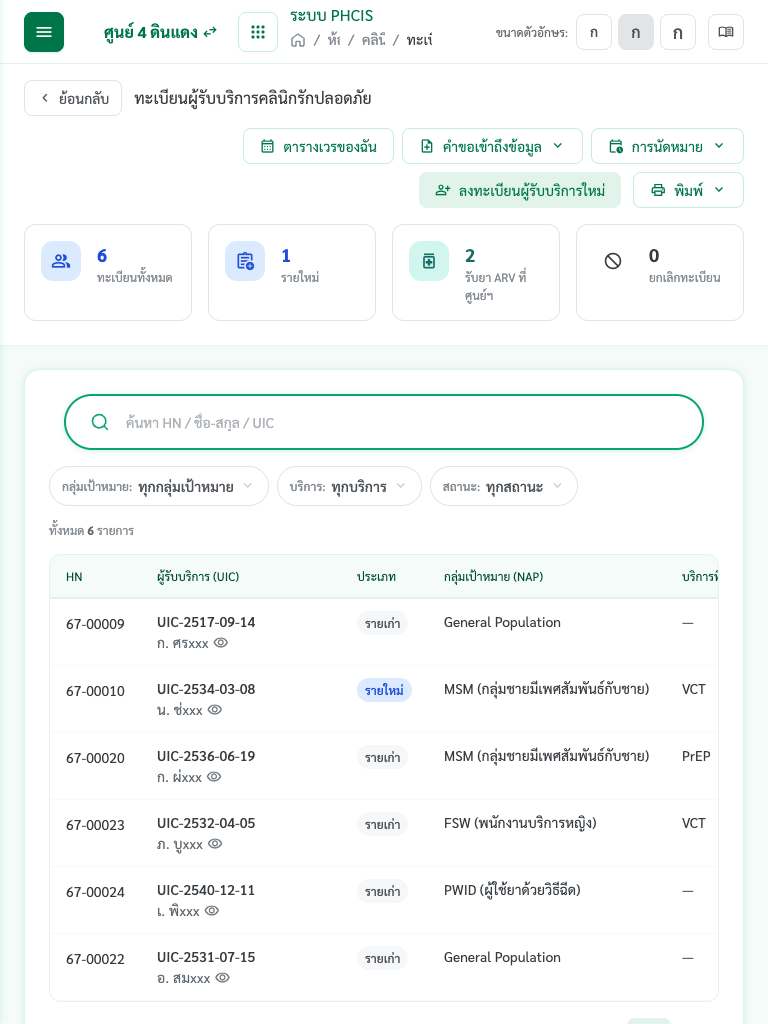 ศูนย์ 4 ดินแดง
ระบบ PHCIS
/ ห้ / คลินิ / ทะเ
ขนาดตัวอักษร: ก ก ก
ย้อนกลับ
ทะเบียนผู้รับบริการคลินิกรักปลอดภัย
ตารางเวรของฉัน
คำขอเข้าถึงข้อมูล
การนัดหมาย
ลงทะเบียนผู้รับบริการใหม่
พิมพ์
6
ทะเบียนทั้งหมด
1
รายใหม่
2
รับยา ARV ที่
ศูนย์ฯ
0
ยกเลิกทะเบียน
ค้นหา HN / ชื่อ-สกุล / UIC
กลุ่มเป้าหมาย: ทุกกลุ่มเป้าหมาย
บริการ: ทุกบริการ
สถานะ: ทุกสถานะ
ทั้งหมด 6 รายการ
HN ผู้รับบริการ (UIC) ประเภท กลุ่มเป้าหมาย (NAP) บริการที่
67-00009 UIC-2517-09-14 รายเก่า General Population —
ก. ศรxxx
67-00010 UIC-2534-03-08 รายใหม่ MSM (กลุ่มชายมีเพศสัมพันธ์กับชาย) VCT
น. ช่xxx
67-00020 UIC-2536-06-19 รายเก่า MSM (กลุ่มชายมีเพศสัมพันธ์กับชาย) PrEP
ก. ผ่xxx
67-00023 UIC-2532-04-05 รายเก่า FSW (พนักงานบริการหญิง) VCT
ภ. บูxxx
67-00024 UIC-2540-12-11 รายเก่า PWID (ผู้ใช้ยาด้วยวิธีฉีด) —
เ. พิxxx
67-00022 UIC-2531-07-15 รายเก่า General Population —
อ. สมxxx